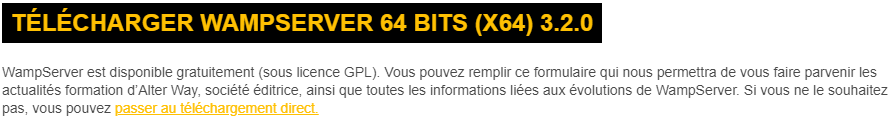 TÉLÉCHARGER WAMPSERVER 64 BITS (X64) 3.2.0
WampServer est disponible gratuitement (sous licence GPL). Vous pouvez remplir ce formulaire qui nous permettra de vous faire parvenir les
actualités formation d'Alter Way, société éditrice, ainsi que toutes les informations liées aux évolutions de WampServer. Si vous ne le souhaitez
pas, vous pouvez passer au téléchargement direct.